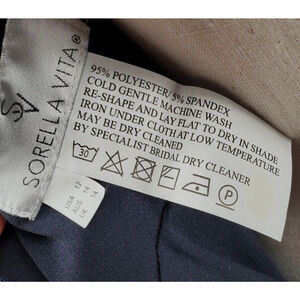 SV
SORELLA VITA®
USA 12
AUS 14
UK 14
95% POLYESTER/ 5% SPANDEX
COLD GENTLE MACHINE WASH
RE-SHAPE AND LAY FLAT TO DRY IN SHADE
IRON UNDER CLOTH AT LOW TEMPERATURE
MAY BE DRY CLEANED
BY SPECIALIST BRIDAL DRY CLEANER
30
P